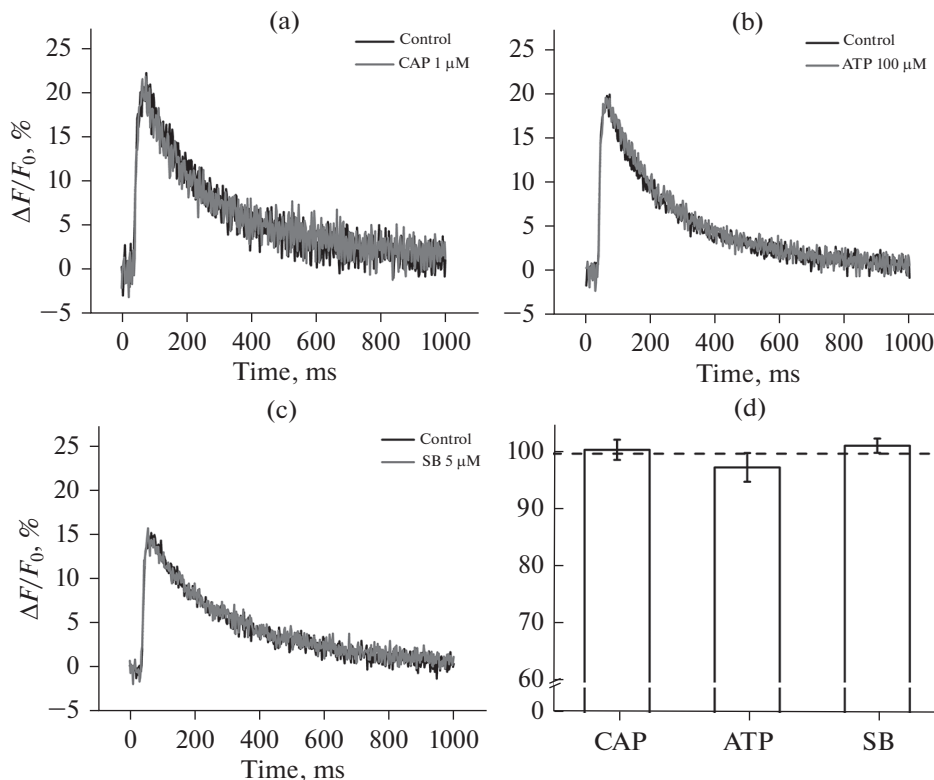 (a)
Control
CAP 1 μM
25
20
15
10
5
0
−5
ΔF/F0, %
0 200 400 600 800 1000
Time, ms
(b)
Control
ATP 100 μM
25
20
15
10
5
0
−5
0 200 400 600 800 1000
Time, ms
(c)
Control
SB 5 μM
25
20
15
10
5
0
−5
ΔF/F0, %
0 200 400 600 800 1000
Time, ms
(d)
100
90
80
70
60
0
CAP ATP SB